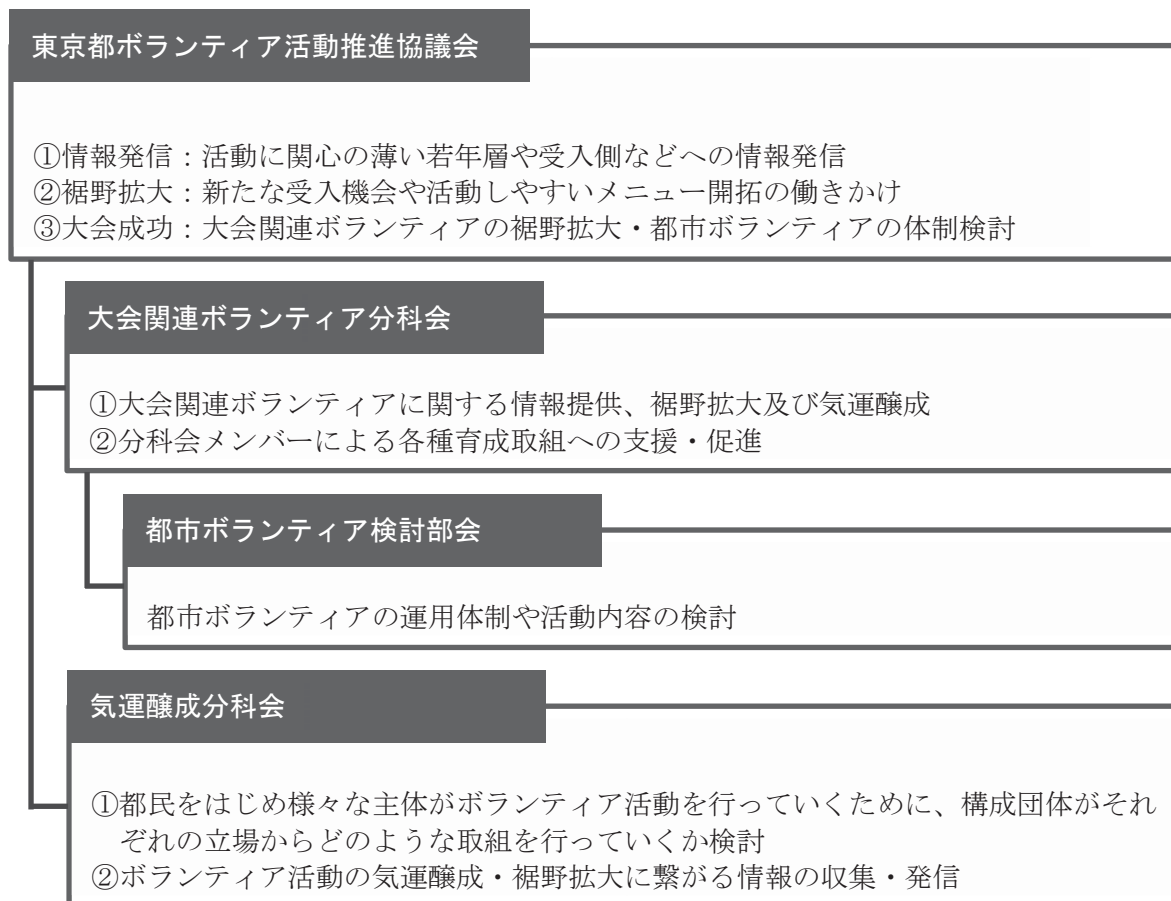 東京都ボランティア活動推進協議会
①情報発信：活動に関心の薄い若年層や受入側などへの情報発信
②裾野拡大：新たな受入機会や活動しやすいメニュー開拓の働きかけ
③大会成功：大会関連ボランティアの裾野拡大・都市ボランティアの体制検討
大会関連ボランティア分科会
①大会関連ボランティアに関する情報提供、裾野拡大及び気運醸成
②分科会メンバーによる各種育成取組への支援・促進
都市ボランティア検討部会
都市ボランティアの運用体制や活動内容の検討
気運醸成分科会
①都民をはじめ様々な主体がボランティア活動を行っていくために、構成団体がそれ
ぞれの立場からどのような取組を行っていくか検討
②ボランティア活動の気運醸成・裾野拡大に繋がる情報の収集・発信